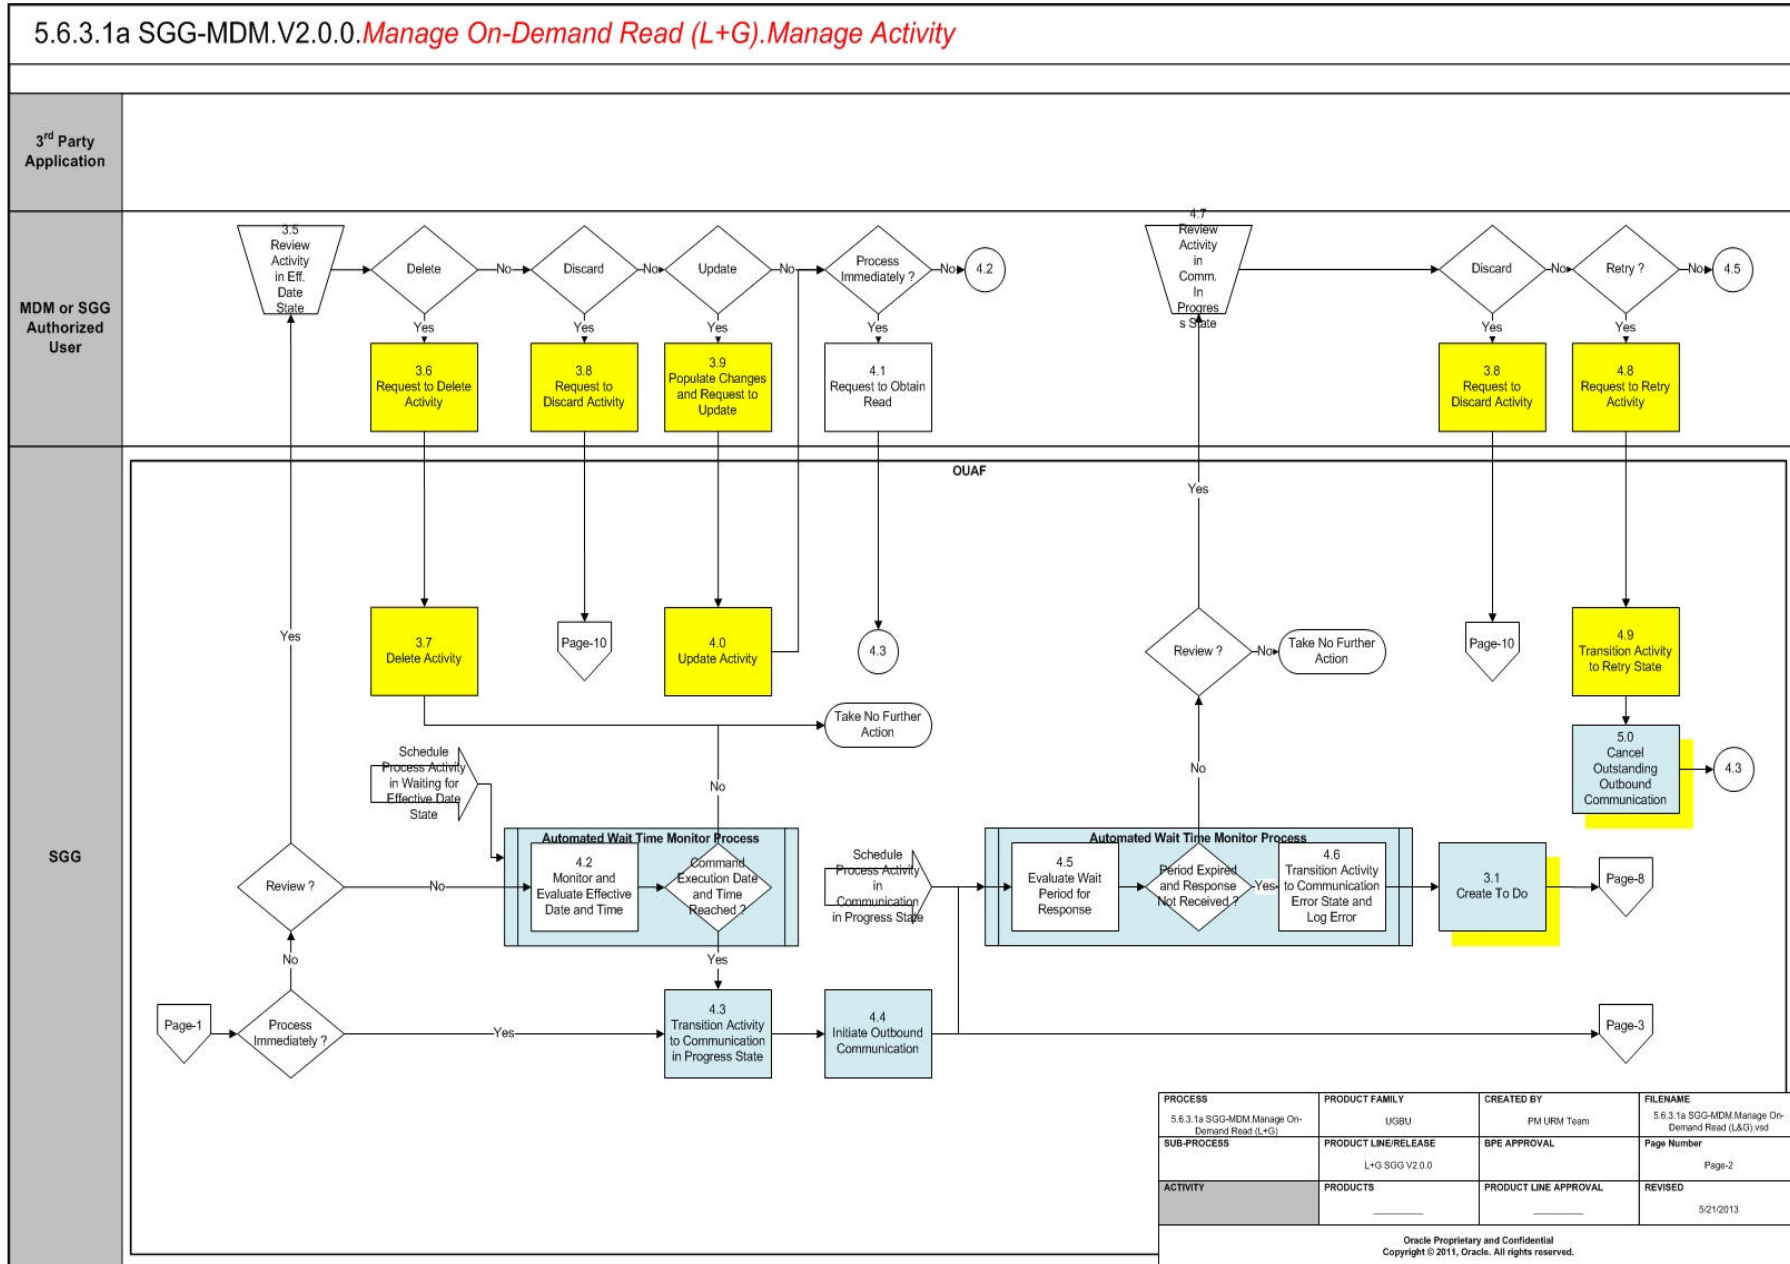 5.6.3.1a SGG-MDM.V2.0.0.Manage On-Demand Read (L+G).Manage Activity
3rd Party
Application
MDM or SGG
Authorized
User
3.5
Review
Activity
in Eff.
Date
State
Delete
No
Discard
No
Update
No
Process
Immediately ?
No
4.2
4.7
Review
Activity
in
Comm.
In
Progres
s State
Discard
No
Retry ?
No
4.5
Yes
Yes
Yes
Yes
Yes
Yes
3.6
Request to Delete
Activity
3.8
Request to
Discard Activity
3.9
Populate Changes
and Request to
Update
4.1
Request to Obtain
Read
3.8
Request to
Discard Activity
4.8
Request to Retry
Activity
SGG
OUAF
Yes
Yes
3.7
Delete Activity
Page-10
4.0
Update Activity
4.3
Review ?
No
Take No Further
Action
Page-10
4.9
Transition Activity
to Retry State
Take No Further
Action
Schedule
Process Activity
in Waiting for
Effective Date
State
No
No
5.0
Cancel
Outstanding
Outbound
Communication
4.3
Automated Wait Time Monitor Process
Review ?
No
4.2
Monitor and
Evaluate Effective
Date and Time
Command
Execution Date
and Time
Reached ?
Schedule
Process Activity
in
Communication
in Progress State
Automated Wait Time Monitor Process
4.5
Evaluate Wait
Period for
Response
Period Expired
and Response
Not Received ?
Yes
4.6
Transition Activity
to Communication
Error State and
Log Error
3.1
Create To Do
Page-8
No
Yes
Page-1
Process
Immediately ?
Yes
4.3
Transition Activity
to Communication
in Progress State
4.4
Initiate Outbound
Communication
Page-3
PROCESS
5.6.3.1a SGG-MDM.Manage On-
Demand Read (L+G)
PRODUCT FAMILY
UGBU
CREATED BY
PM URM Team
FILENAME
5.6.3.1a SGG-MDM.Manage On-
Demand Read (L&G).vsd
SUB-PROCESS
PRODUCT LINE/RELEASE
L+G SGG V2.0.0
BPE APPROVAL
Page Number
Page-2
ACTIVITY
PRODUCTS
PRODUCT LINE APPROVAL
REVISED
5/21/2013
Oracle Proprietary and Confidential
Copyright © 2011, Oracle. All rights reserved.